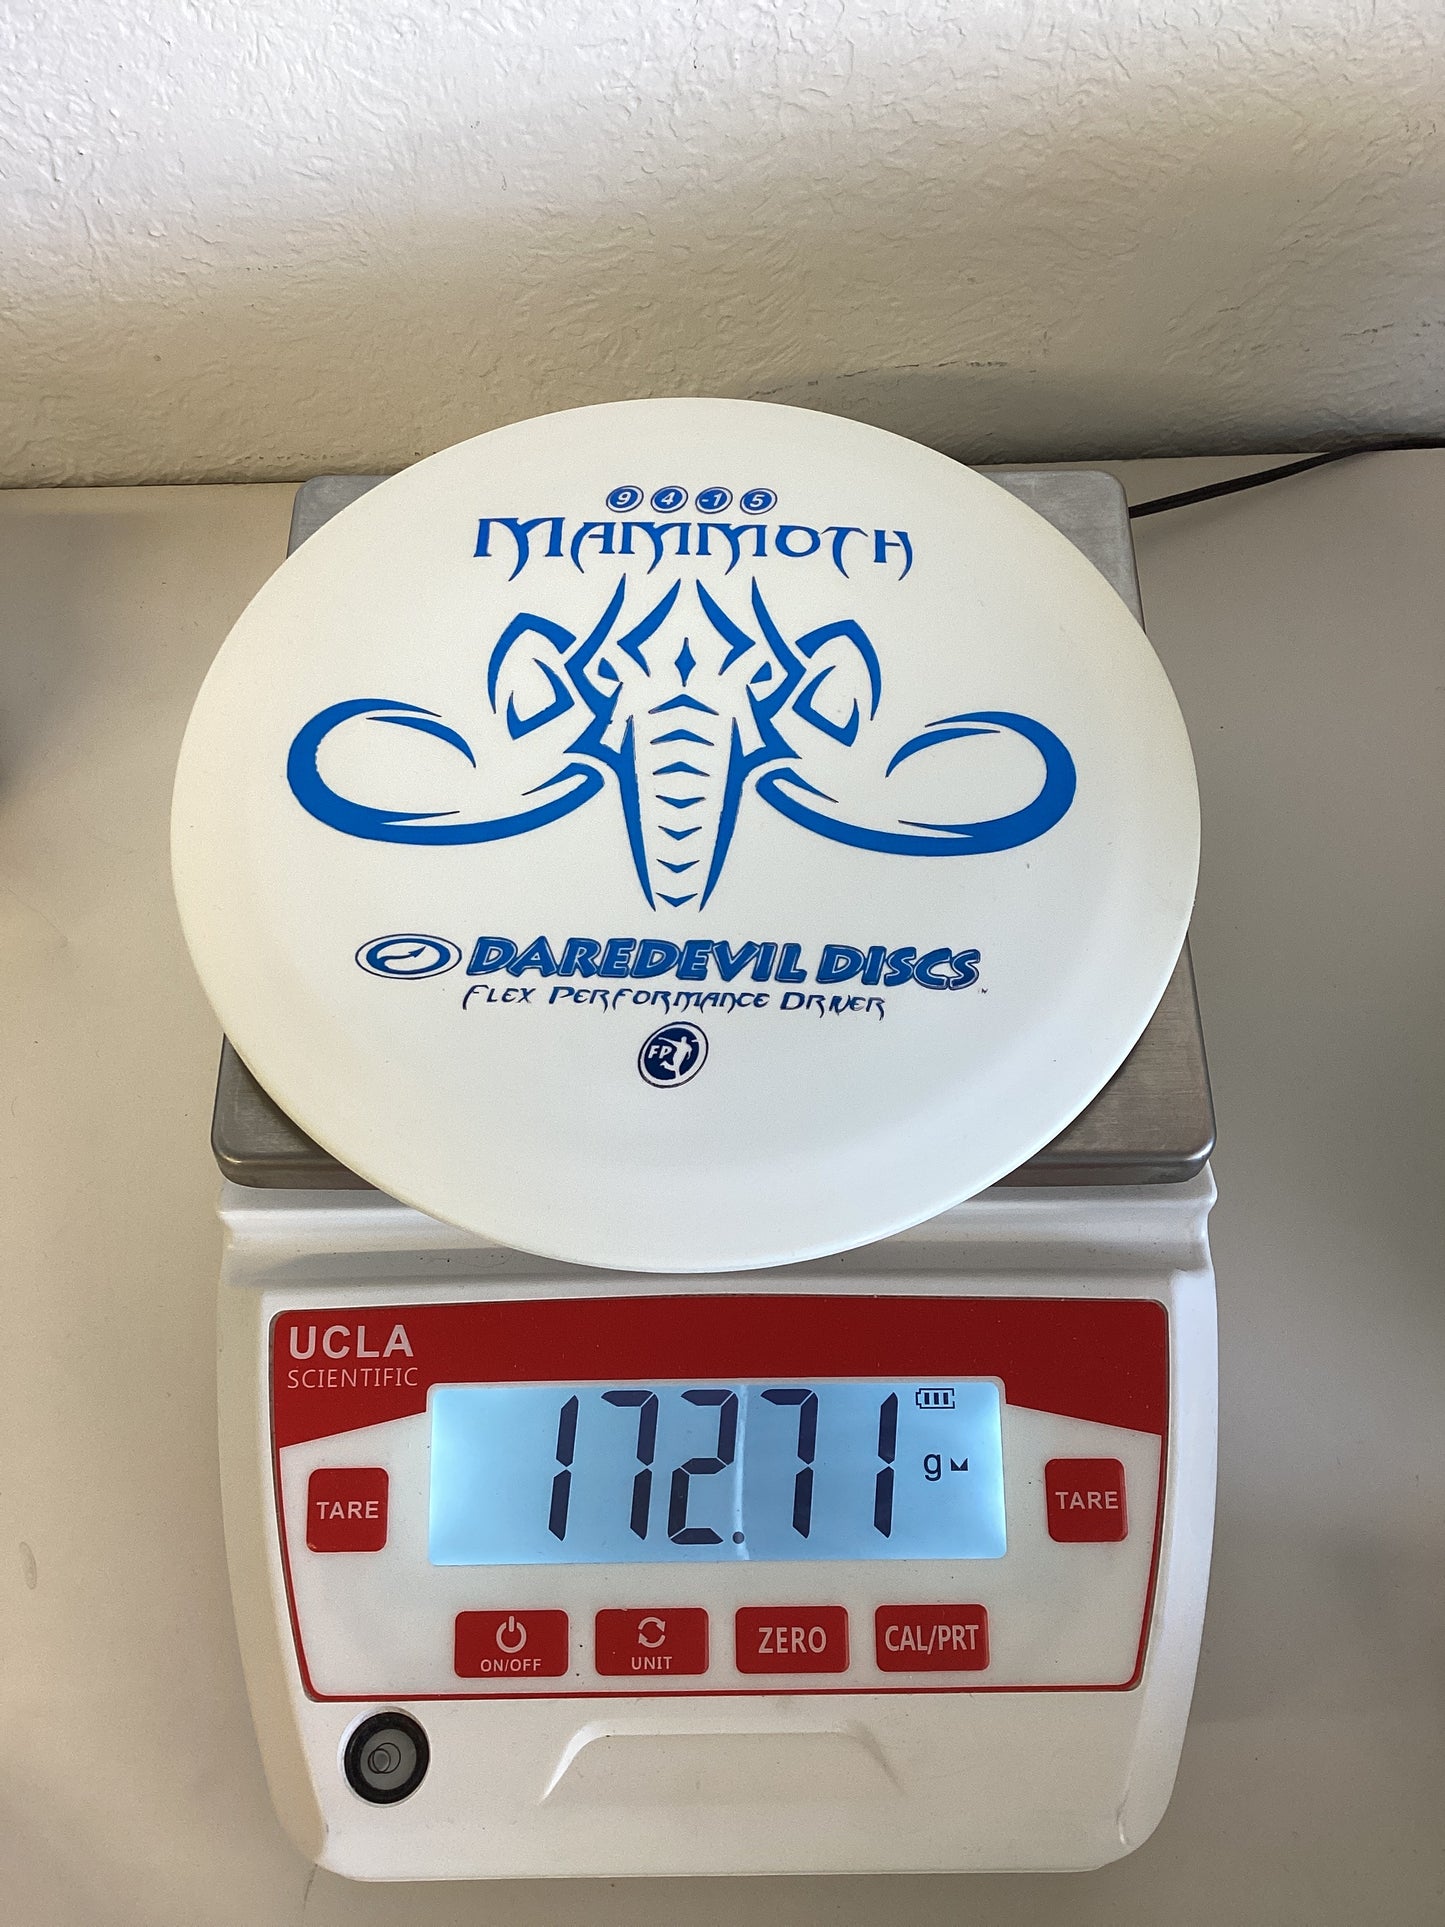 9 4 -1 5
MAMMOTH
DAREDEVIL DISCS
FLEX PERFORMANCE DRIVER
FP
UCLA
SCIENTIFIC
172.71 g
TARE
TARE
ON/OFF
UNIT
ZERO
CAL/PRT